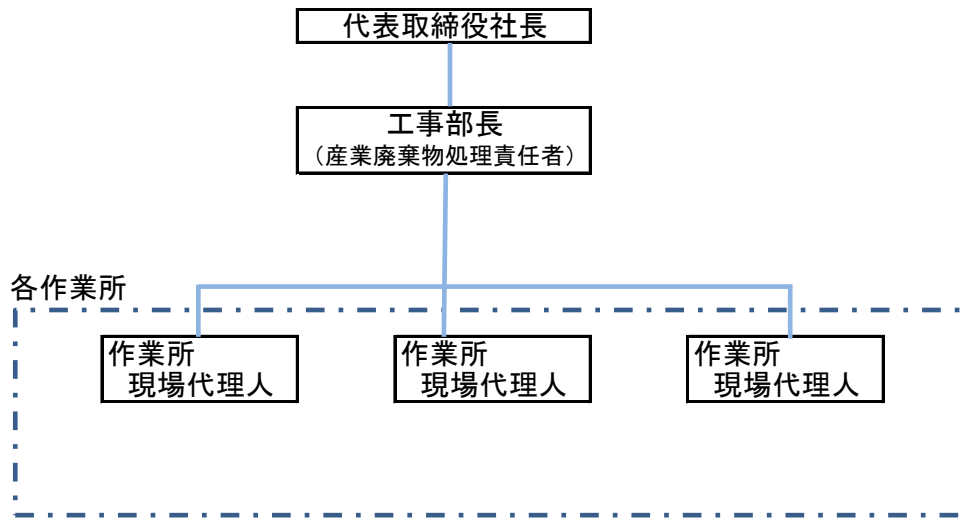 代表取締役社長
工事部長
（産業廃棄物処理責任者）
各作業所
作業所
現場代理人
作業所
現場代理人
作業所
現場代理人